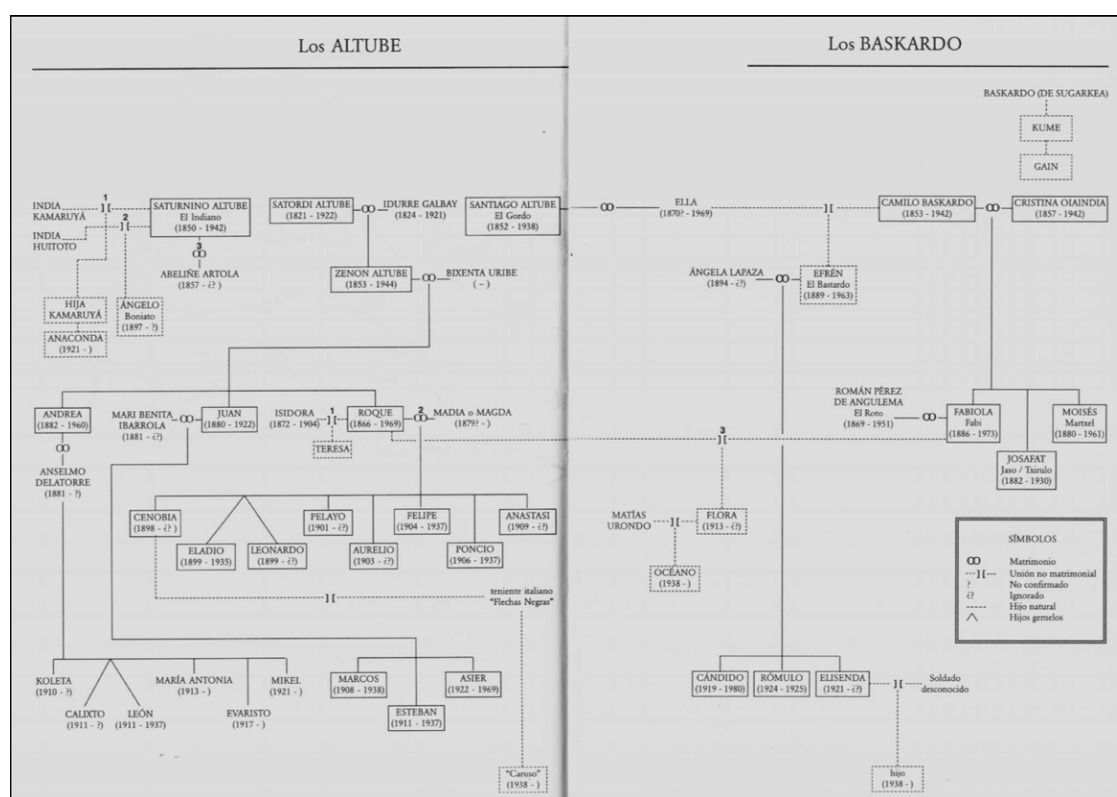 Los ALTUBE
Los BASKARDO
BASKARDO (DE SUGARKEA)
KUME
GAIN
1
INDIA
KAMARUYÁ
2
INDIA
HUITOTO
SATURNINO ALTUBE
El Indiano
(1850 - 1942)
3
ABELIÑE ARTOLA
(1857 - ¿? )
SATORDI ALTUBE
(1821 - 1922)
IDURRE GALBAY
(1824 - 1921)
SANTIAGO ALTUBE
El Gordo
(1852 - 1938)
ELLA
(1870? - 1969)
CAMILO BASKARDO
(1853 - 1942)
CRISTINA OIAINDIA
(1857 - 1942)
ZENON ALTUBE
(1853 - 1944)
BIXENTA URIBE
( – )
ÁNGELA LAPAZA
(1894 - ¿?)
EFRÉN
El Bastardo
(1889 - 1963)
HIJA
KAMARUYÁ
ÁNGELO
Boniato
(1897 - ?)
ANACONDA
(1921 - )
ANDREA
(1882 - 1960)
MARI BENITA
IBARROLA
(1881 - ¿?)
JUAN
(1880 - 1922)
ISIDORA
(1872 - 1904)
1
ROQUE
(1866 - 1969)
2
MADIA o MAGDA
(1879? - )
TERESA
ROMÁN PÉREZ
DE ANGULEMA
El Roto
(1869 - 1951)
FABIOLA
Fabi
(1886 - 1973)
MOISÉS
Martxel
(1880 - 1961)
3
JOSAFAT
Jaso / Txirulo
(1882 - 1930)
ANSELMO
DELATORRE
(1881 - ?)
CENOBIA
(1898 - ¿? )
ELADIO
(1899 - 1935)
LEONARDO
(1899 - ¿?)
PELAYO
(1901 - ¿?)
AURELIO
(1903 - ¿?)
FELIPE
(1904 - 1937)
PONCIO
(1906 - 1937)
ANASTASI
(1909 - ¿?)
MATÍAS
URONDO
FLORA
(1913 - ¿?)
OCÉANO
(1938 - )
SÍMBOLOS
Matrimonio
Unión no matrimonial
? No confirmado
¿? Ignorado
Hijo natural
Hijos gemelos
teniente italiano
"Flechas Negras"
KOLETA
(1910 - ?)
CALIXTO
(1911 - ?)
LEÓN
(1911 - 1937)
MARÍA ANTONIA
(1913 - )
EVARISTO
(1917 - )
MIKEL
(1921 - )
MARCOS
(1908 - 1938)
ESTEBAN
(1911 - 1937)
ASIER
(1922 - 1969)
CÁNDIDO
(1919 - 1980)
RÓMULO
(1924 - 1925)
ELISENDA
(1921 - ¿?)
Soldado
desconocido
"Caruso"
(1938 - )
hijo
(1938 - )